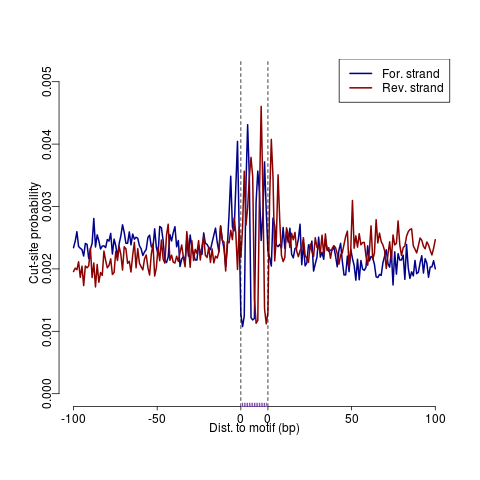 For. strand
Rev. strand
Cut-site probability
0.005
0.004
0.003
0.002
0.001
0.000
-100 -50 0 0 50 100
Dist. to motif (bp)